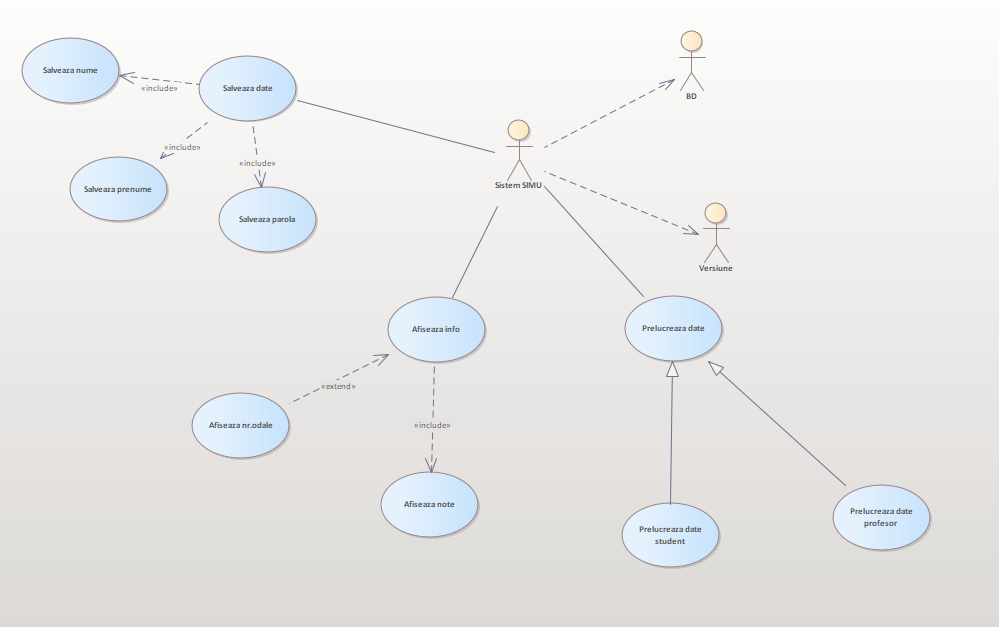 BD
Salveaza nume
Salveaza date
«include»
«include»
«include»
Salveaza prenume
Sistem SIMU
Salveaza parola
Versiune
Afiseaza info
Prelucreaza date
«extend»
Afiseaza nr.odale
«include»
Afiseaza note
Prelucreaza date
profesor
Prelucreaza date
student